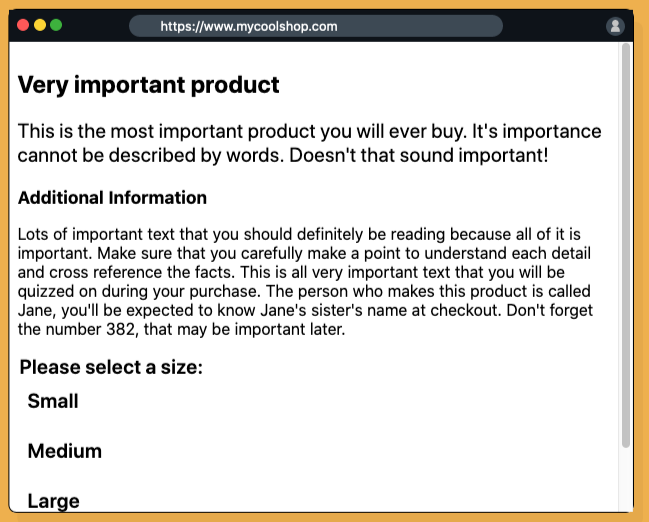 https://www.mycoolshop.com
Very important product
This is the most important product you will ever buy. It's importance
cannot be described by words. Doesn't that sound important!
Additional Information
Lots of important text that you should definitely be reading because all of it is
important. Make sure that you carefully make a point to understand each detail
and cross reference the facts. This is all very important text that you will be
quizzed on during your purchase. The person who makes this product is called
Jane, you'll be expected to know Jane's sister's name at checkout. Don't forget
the number 382, that may be important later.
Please select a size:
Small
Medium
Large